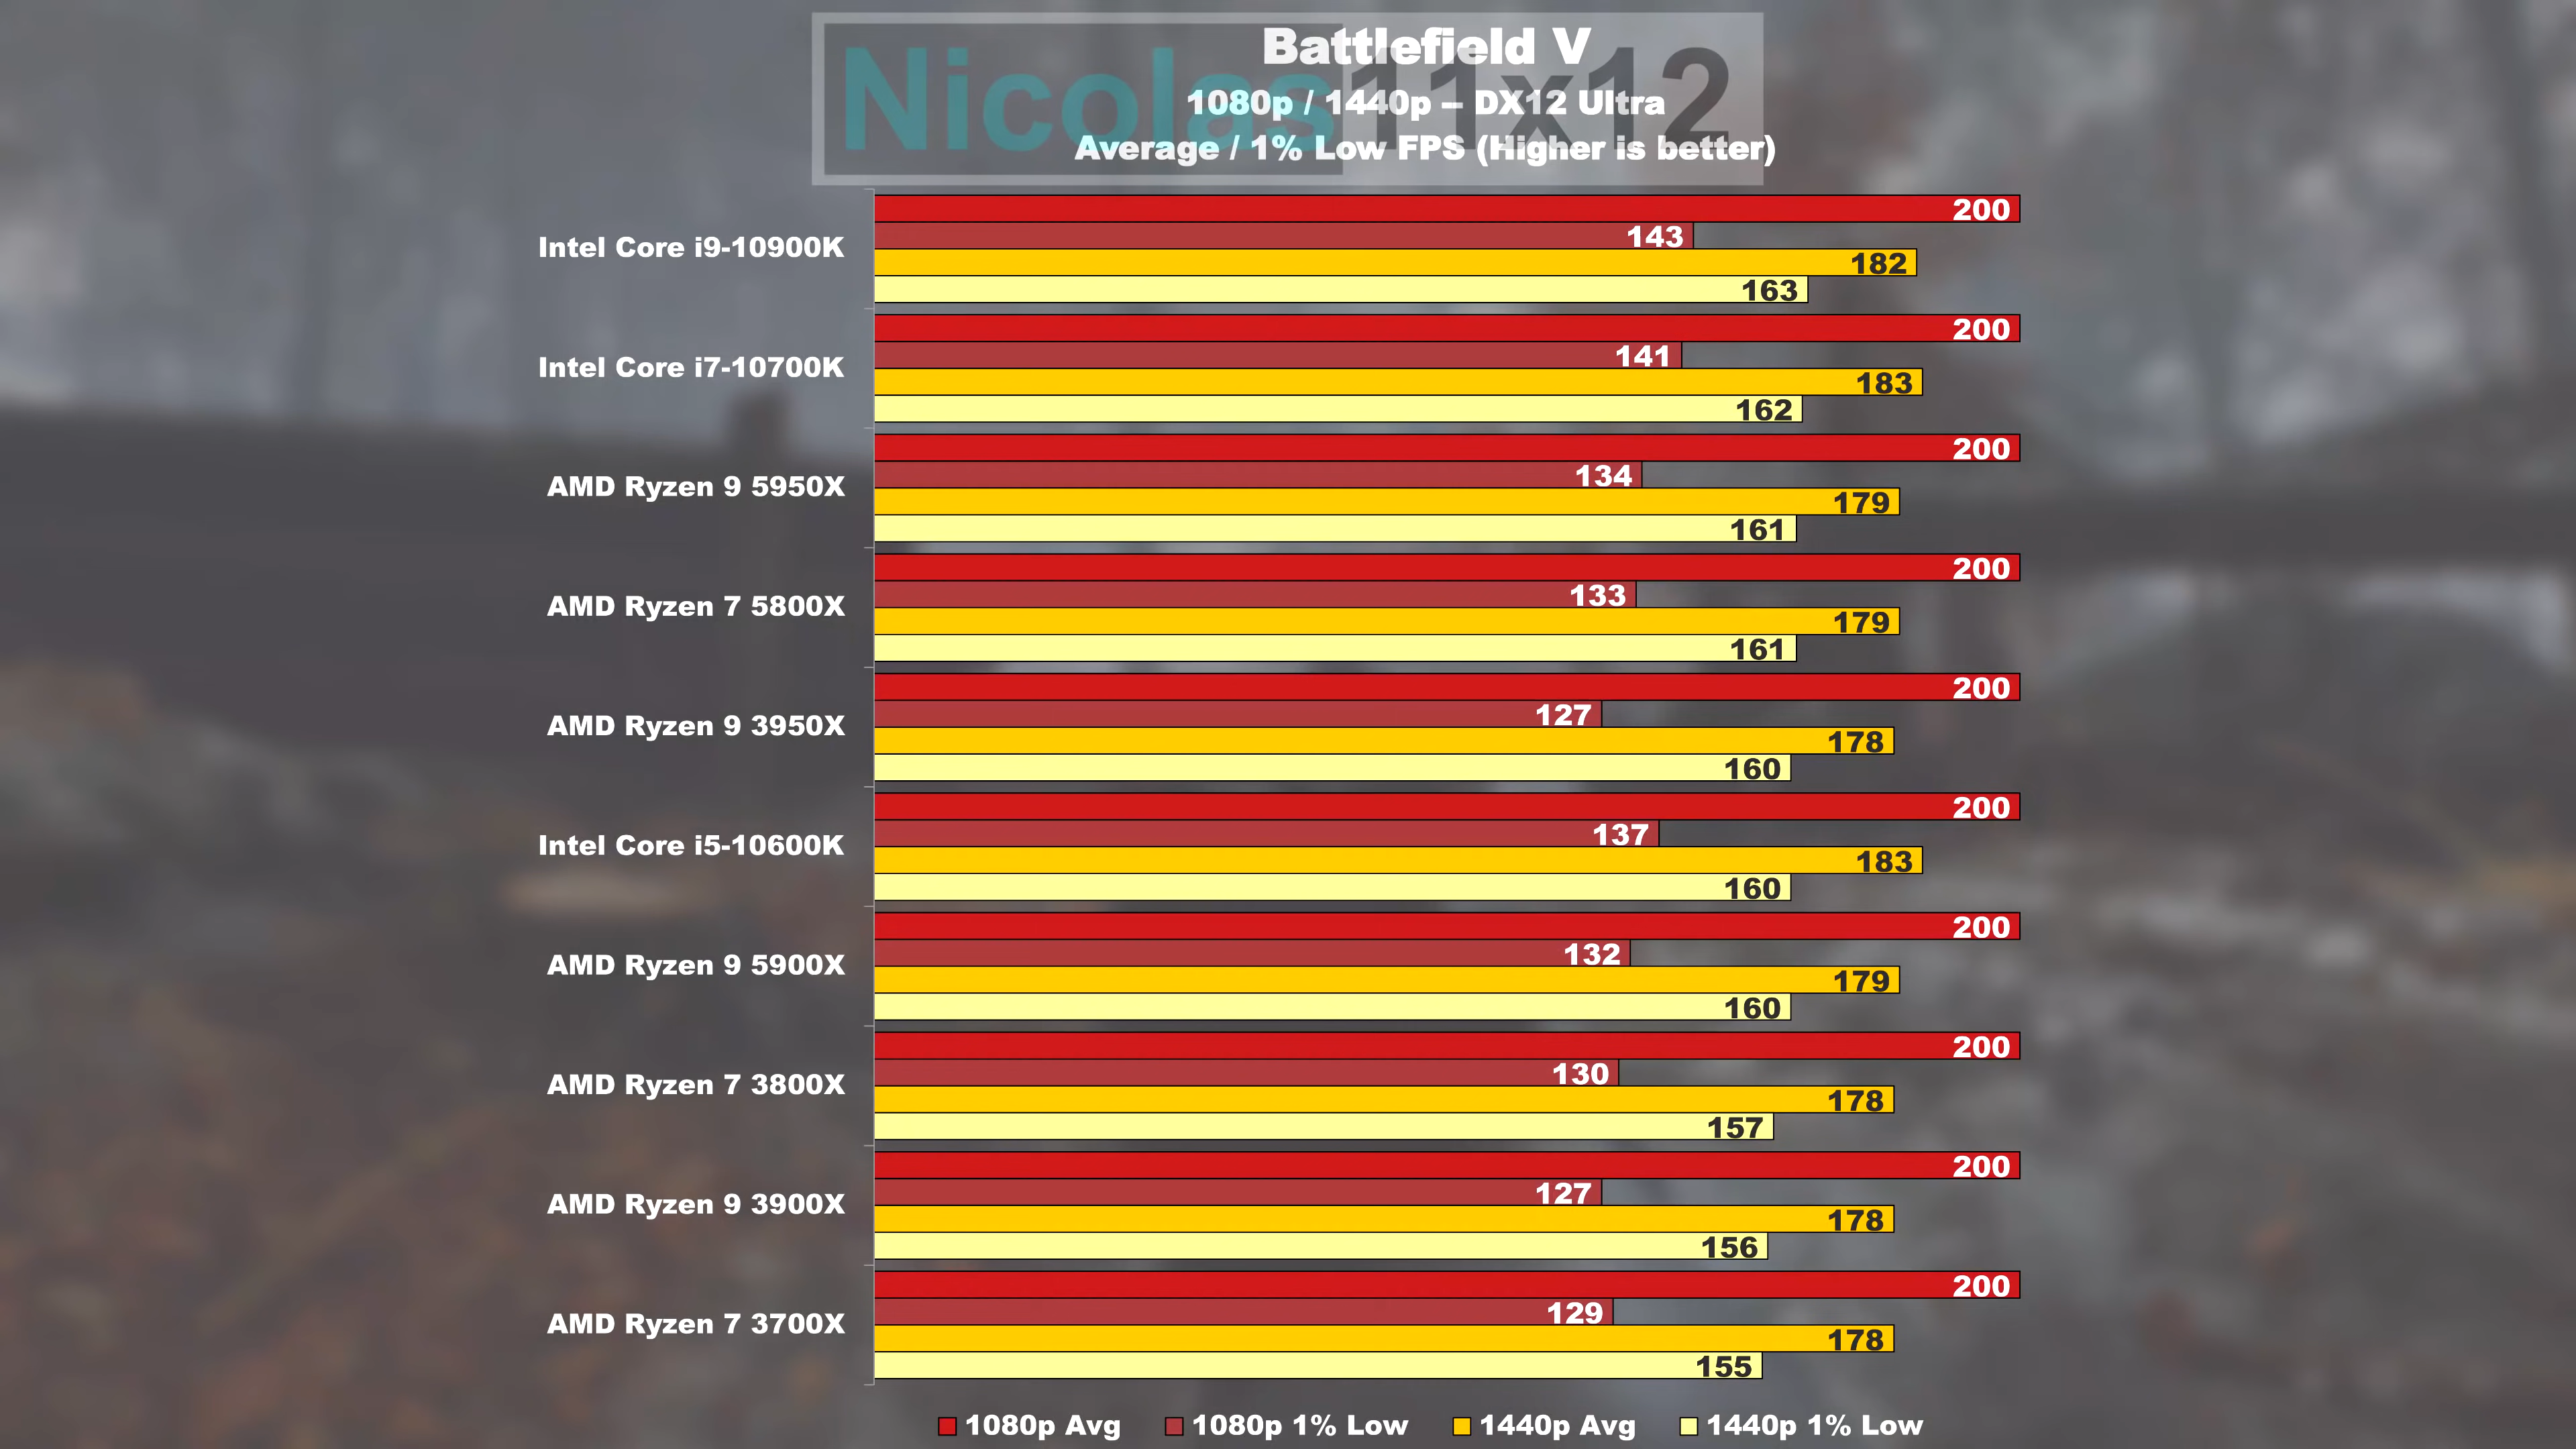 Nicolas11x12
Battlefield V
1080p / 1440p – DX12 Ultra
Average / 1% Low FPS (Higher is better)
Intel Core i9-10900K
200
143
182
163
Intel Core i7-10700K
200
141
183
162
AMD Ryzen 9 5950X
200
134
179
161
AMD Ryzen 7 5800X
200
133
179
161
AMD Ryzen 9 3950X
200
127
178
160
Intel Core i5-10600K
200
137
183
160
AMD Ryzen 9 5900X
200
132
179
160
AMD Ryzen 7 3800X
200
130
178
157
AMD Ryzen 9 3900X
200
127
178
156
AMD Ryzen 7 3700X
200
129
178
155
1080p Avg 1080p 1% Low 1440p Avg 1440p 1% Low